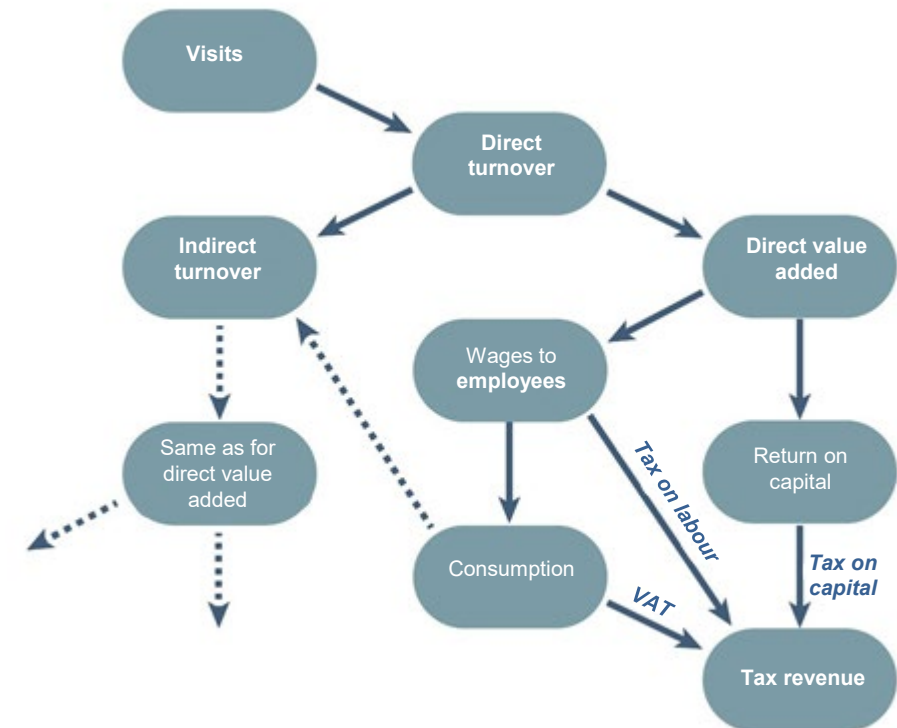 Visits
Direct
turnover
Indirect
turnover
Direct value
added
Wages to
employees
Same as for
direct value
added
Tax on labour
Return on
capital
Consumption
Tax on
capital
VAT
Tax revenue